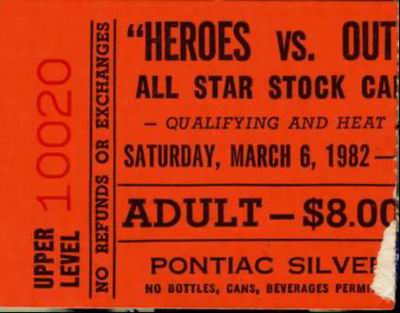 UPPER
LEVEL
10020
NO REFUNDS OR EXCHANGES
"HEROES VS. OUT
ALL STAR STOCK CA
— QUALIFYING AND HEAT
SATURDAY, MARCH 6, 1982 —
ADULT — $8.00
PONTIAC SILVE
NO BOTTLES, CANS, BEVERAGES PERMI